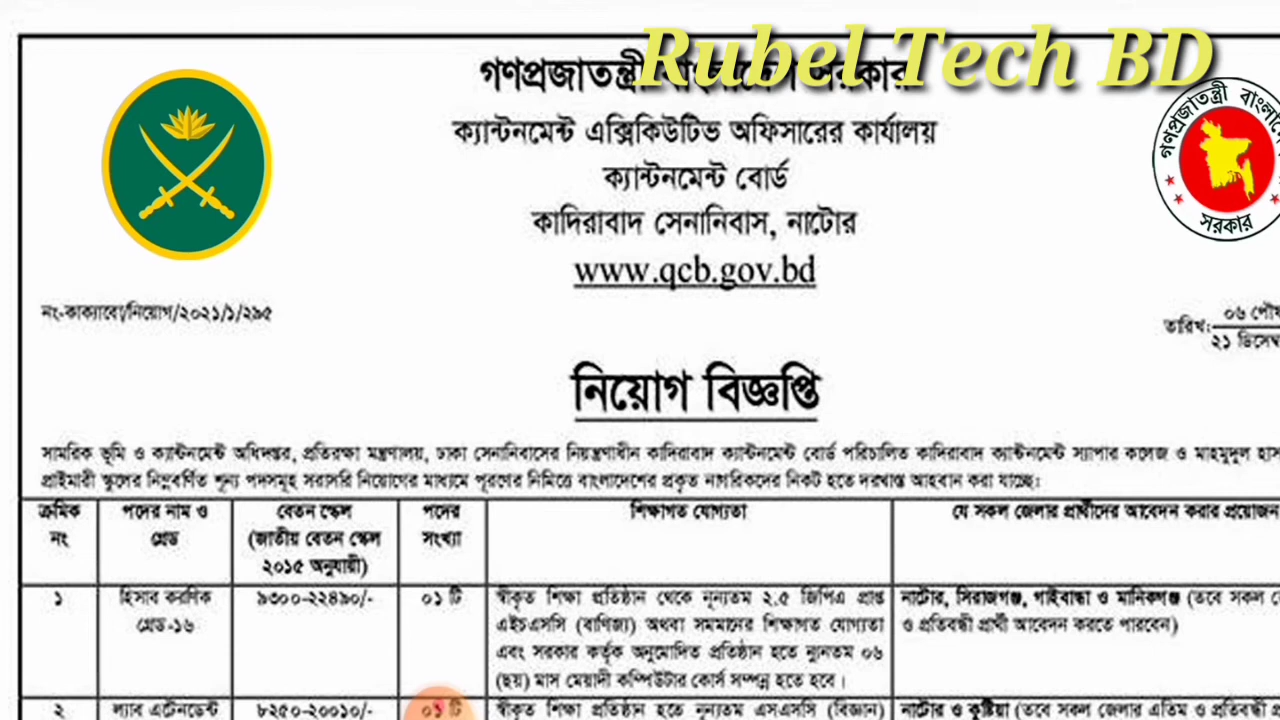 Rubel Tech BD
গণপ্রজাতন্ত্রী বাংলাদেশ সরকার
ক্যান্টনমেন্ট এক্সিকিউটিভ অফিসারের কার্যালয়
ক্যান্টনমেন্ট বোর্ড
কাদিরাবাদ সেনানিবাস, নাটোর
www.qcb.gov.bd
গণপ্রজাতন্ত্রী
সরকার
নং-কাক্যাবো/নিয়োগ/২০২১/১/২৯৫
তারিখ: ০৬
২১
নিয়োগ বিজ্ঞপ্তি
সামরিক ভূমি ও ক্যান্টনমেন্ট অধিদপ্তর, প্রতিরক্ষা মন্ত্রণালয়, ঢাকা সেনানিবাসের নিয়ন্ত্রণাধীন কাদিরাবাদ ক্যান্টনমেন্ট বোর্ড পরিচালিত কাদিরাবাদ ক্যান্টনমেন্ট স্যাপার কলেজ ও মাহমুদুল
প্রাইমারী স্কুলের নিম্নবর্ণিত শূন্য পদসমূহ সরাসরি নিয়োগের মাধ্যমে পূরণের নিমিত্তে বাংলাদেশের প্রকৃত নাগরিকদের নিকট হতে দরখাস্ত আহবান করা যাচ্ছে:
ক্রমিক নং
পদের নাম ও গ্রেড
বেতন স্কেল
(জাতীয় বেতন স্কেল
২০১৫ অনুযায়ী)
পদের সংখ্যা
শিক্ষাগত যোগ্যতা
যে সকল জেলার প্রার্থীদের আবেদন করার প্রয়োজন
১
হিসাব করণিক
গ্রেড-১৬
৯৩০০-২২৪৯০/-
০১ টি
স্বীকৃত শিক্ষা প্রতিষ্ঠান থেকে নূন্যতম ২.৫ জিপিএ প্রাপ্ত
এইচএসসি (বাণিজ্য) অথবা সমমানের শিক্ষাগত যোগ্যতা
এবং সরকার কর্তৃক অনুমোদিত প্রতিষ্ঠান হতে ন্যুনতম ০৬
(ছয়) মাস মেয়াদী কম্পিউটার কোর্স সম্পন্ন হতে হবে।
নাটোর, সিরাজগঞ্জ, গাইবান্ধা ও মানিকগঞ্জ (তবে সকল
ও প্রতিবন্ধী প্রার্থী আবেদন করতে পারবেন)
২
ল্যাব এটেনডেন্ট
৮২৫০-২০০১০/-
০১ টি
স্বীকৃত শিক্ষা প্রতিষ্ঠান হতে নূন্যতম এসএসসি (বিজ্ঞান)
নাটোর ও কুষ্টিয়া (তবে সকল জেলার এতিম ও প্রতিবন্ধী